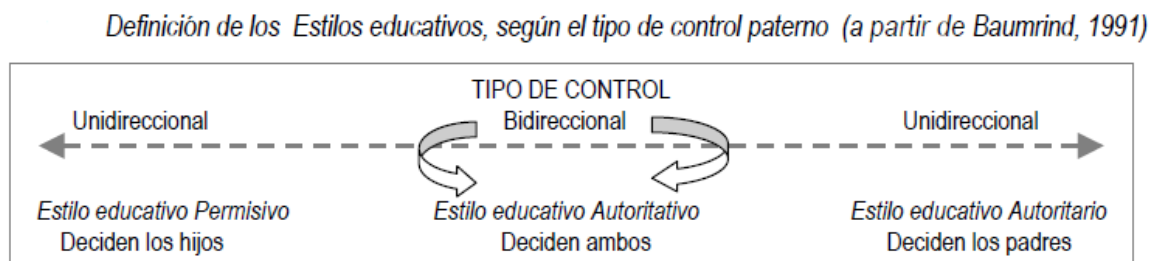 Definición de los Estilos educativos, según el tipo de control paterno (a partir de Baumrind, 1991)
TIPO DE CONTROL
Unidireccional Bidireccional Unidireccional
Estilo educativo Permisivo Estilo educativo Autoritativo Estilo educativo Autoritario
Deciden los hijos Deciden ambos Deciden los padres